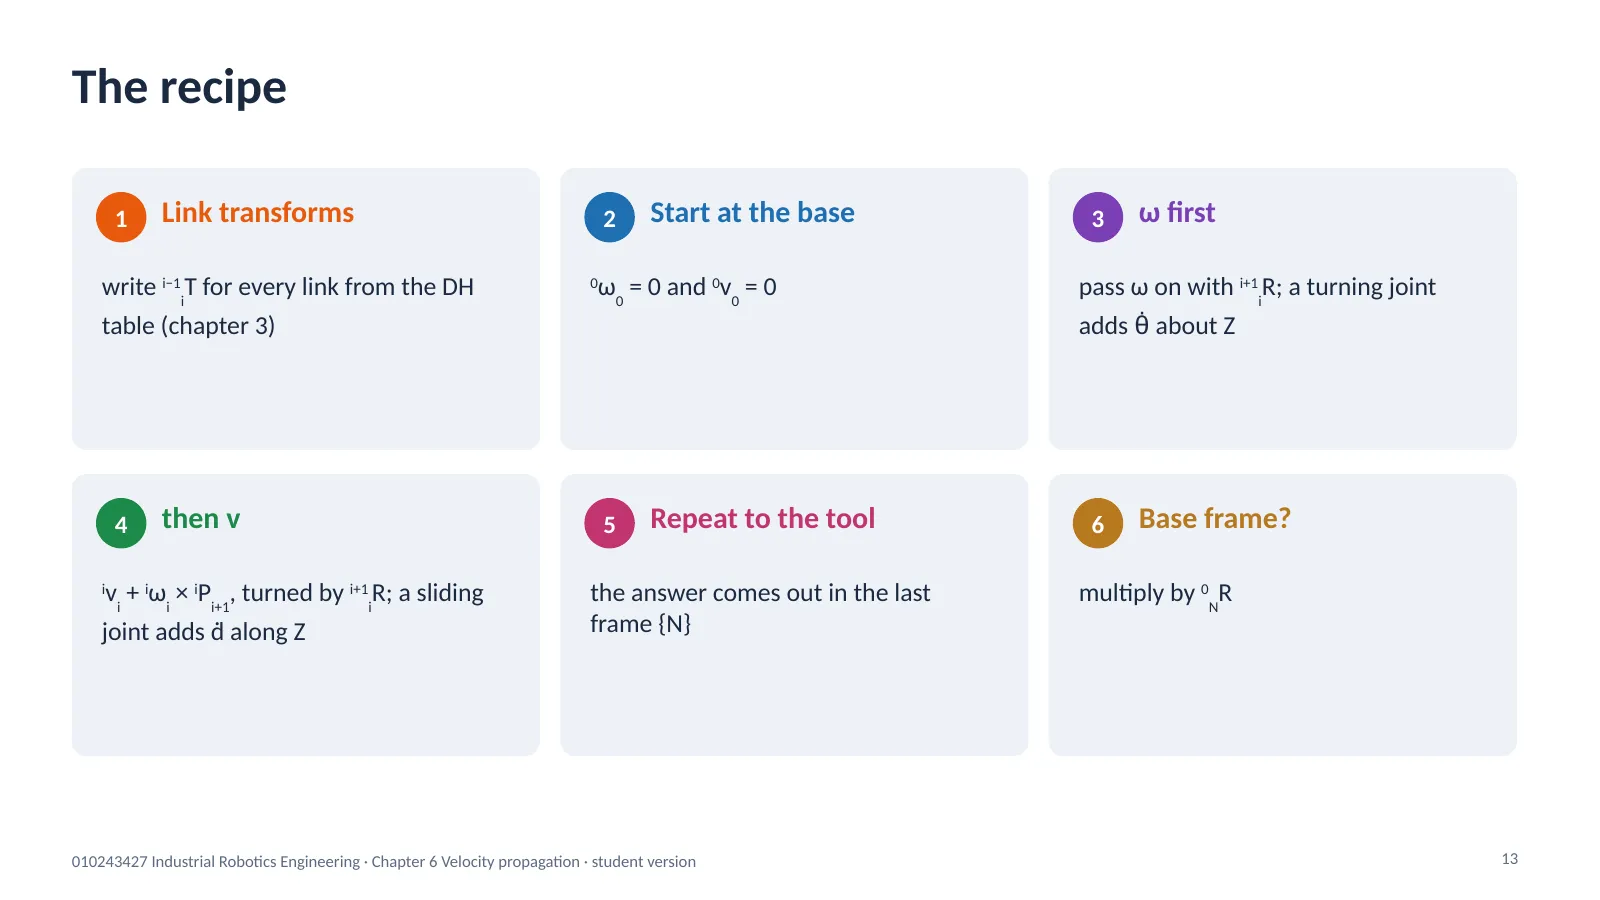 The recipe
1 Link transforms
write ⁱ⁻¹ᵢT for every link from the DH
table (chapter 3)
2 Start at the base
⁰ω₀ = 0 and ⁰v₀ = 0
3 ω first
pass ω on with ⁱ⁺¹ᵢR; a turning joint
adds θ̇ about Z
4 then v
ⁱvᵢ + ⁱωᵢ × ⁱPᵢ₊₁, turned by ⁱ⁺¹ᵢR; a sliding
joint adds ḋ along Z
5 Repeat to the tool
the answer comes out in the last
frame {N}
6 Base frame?
multiply by ⁰_NR
010243427 Industrial Robotics Engineering · Chapter 6 Velocity propagation · student version
13